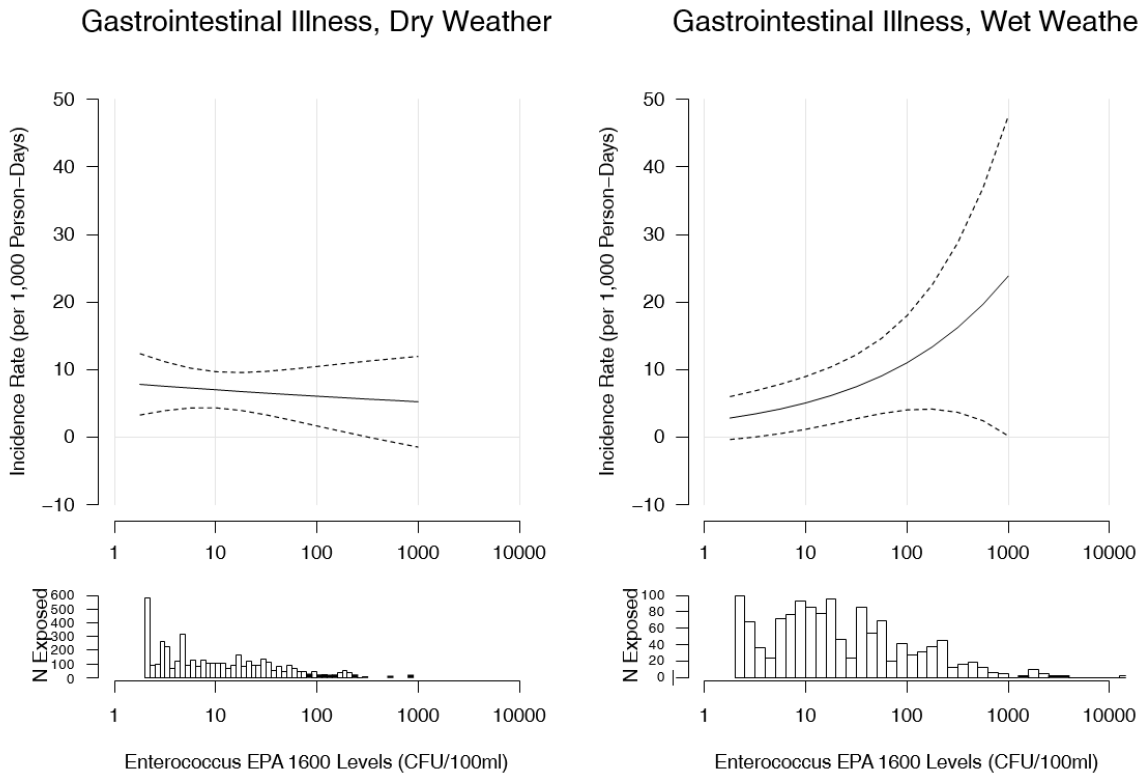 Gastrointestinal Illness, Dry Weather
Gastrointestinal Illness, Wet Weathe
Incidence Rate (per 1,000 Person−Days)
50
40
30
20
10
0
−10
1 10 100 1000 10000
Incidence Rate (per 1,000 Person−Days)
50
40
30
20
10
0
−10
1 10 100 1000 10000
N Exposed
600
500
400
300
200
100
0
1 10 100 1000 10000
Enterococcus EPA 1600 Levels (CFU/100ml)
N Exposed
100
80
60
40
20
0
1 10 100 1000 10000
Enterococcus EPA 1600 Levels (CFU/100ml)